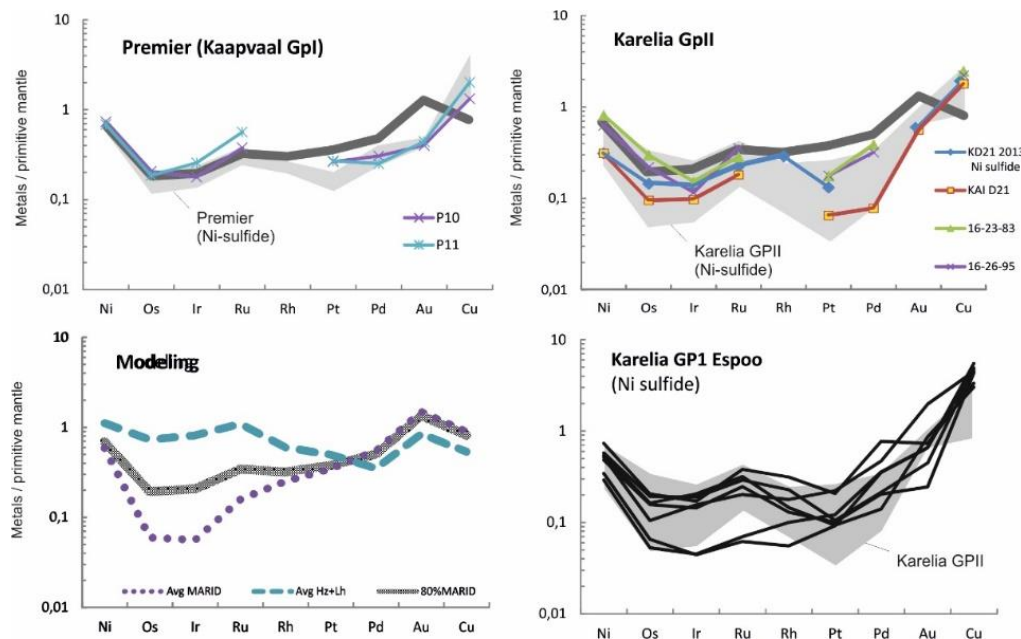 Premier (Kaapvaal GpI)
Metals / primitive mantle
10
1
0,1
0,01
Premier
(Ni-sulfide)
P10
P11
Ni Os Ir Ru Rh Pt Pd Au Cu
Karelia GpII
Metals / primitive mantle
10
1
0,1
0,01
Karelia GPII
(Ni-sulfide)
KD21 2013
Ni sulfide
KAI D21
16-23-83
16-26-95
Ni Os Ir Ru Rh Pt Pd Au Cu
Modeling
Metals / primitive mantle
10
1
0,1
0,01
Avg MARID Avg Hz+Lh 80%MARID
Ni Os Ir Ru Rh Pt Pd Au Cu
Karelia GP1 Espoo
(Ni sulfide)
Metals / primitive mantle
10
1
0,1
0,01
Karelia GPII
Ni Os Ir Ru Rh Pt Pd Au Cu